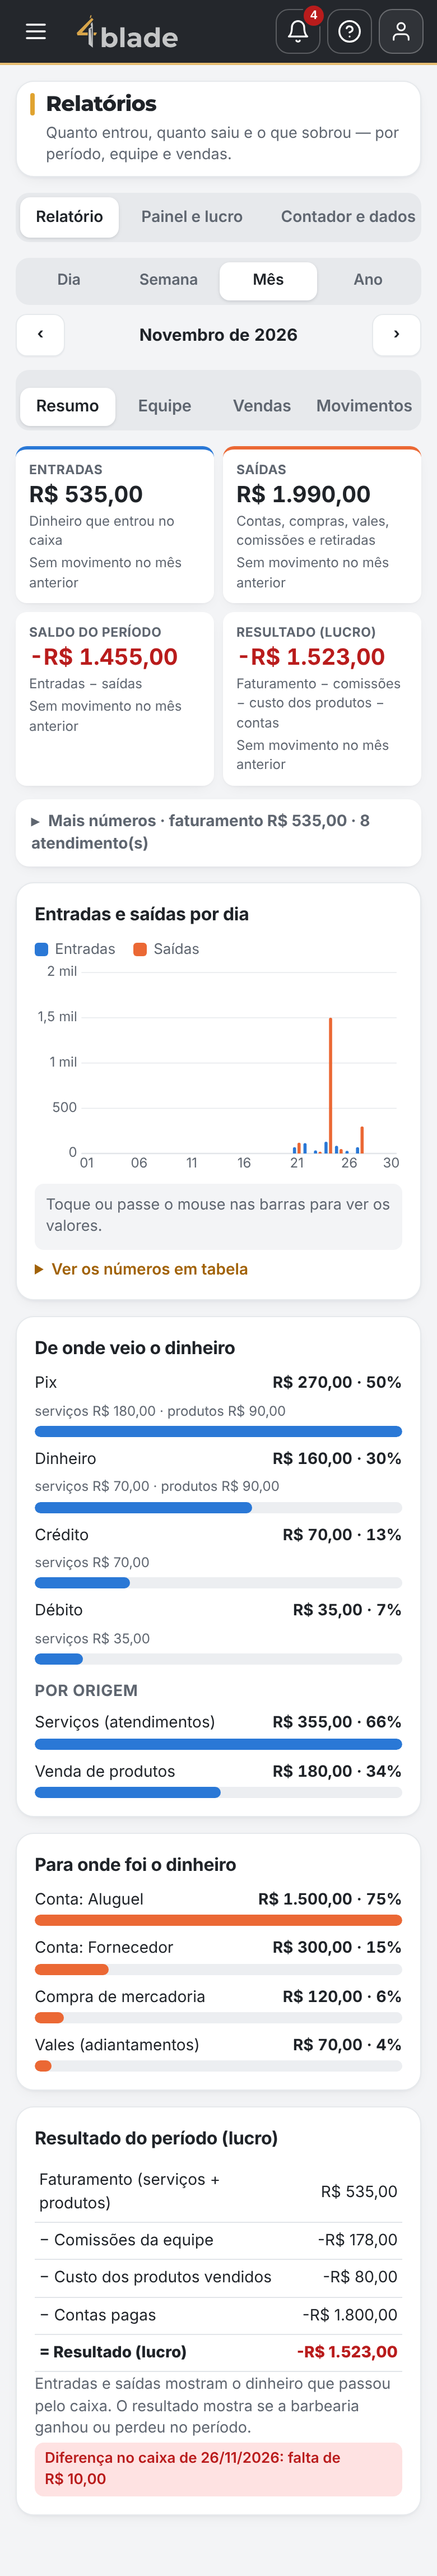 4blade
4
Relatórios
Quanto entrou, quanto saiu e o que sobrou — por
período, equipe e vendas.
Relatório Painel e lucro Contador e dados
Dia Semana Mês Ano
‹ Novembro de 2026 ›
Resumo Equipe Vendas Movimentos
ENTRADAS
R$ 535,00
Dinheiro que entrou no
caixa
Sem movimento no mês
anterior
SAÍDAS
R$ 1.990,00
Contas, compras, vales,
comissões e retiradas
Sem movimento no mês
anterior
SALDO DO PERÍODO
-R$ 1.455,00
Entradas − saídas
Sem movimento no mês
anterior
RESULTADO (LUCRO)
-R$ 1.523,00
Faturamento − comissões
− custo dos produtos −
contas
Sem movimento no mês
anterior
▸ Mais números · faturamento R$ 535,00 · 8
atendimento(s)
Entradas e saídas por dia
Entradas Saídas
2 mil
1,5 mil
1 mil
500
0
01 06 11 16 21 26 30
Toque ou passe o mouse nas barras para ver os
valores.
▸ Ver os números em tabela
De onde veio o dinheiro
Pix R$ 270,00 · 50%
serviços R$ 180,00 · produtos R$ 90,00
Dinheiro R$ 160,00 · 30%
serviços R$ 70,00 · produtos R$ 90,00
Crédito R$ 70,00 · 13%
serviços R$ 70,00
Débito R$ 35,00 · 7%
serviços R$ 35,00
POR ORIGEM
Serviços (atendimentos) R$ 355,00 · 66%
Venda de produtos R$ 180,00 · 34%
Para onde foi o dinheiro
Conta: Aluguel R$ 1.500,00 · 75%
Conta: Fornecedor R$ 300,00 · 15%
Compra de mercadoria R$ 120,00 · 6%
Vales (adiantamentos) R$ 70,00 · 4%
Resultado do período (lucro)
Faturamento (serviços +
produtos) R$ 535,00
− Comissões da equipe -R$ 178,00
− Custo dos produtos vendidos -R$ 80,00
− Contas pagas -R$ 1.800,00
= Resultado (lucro) -R$ 1.523,00
Entradas e saídas mostram o dinheiro que passou
pelo caixa. O resultado mostra se a barbearia
ganhou ou perdeu no período.
Diferença no caixa de 26/11/2026: falta de
R$ 10,00